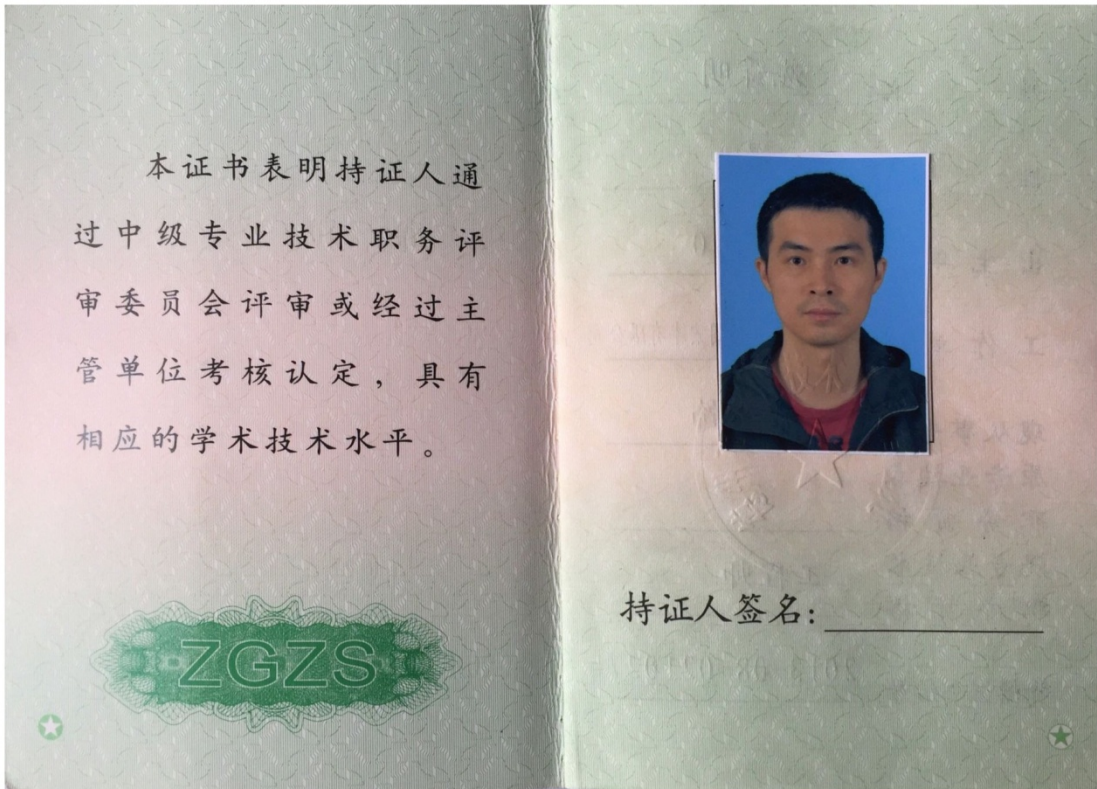 本证书表明持证人通
过中级专业技术职务评
审委员会评审或经过主
管单位考核认定，具有
相应的学术技术水平。
ZGZS
持证人签名：